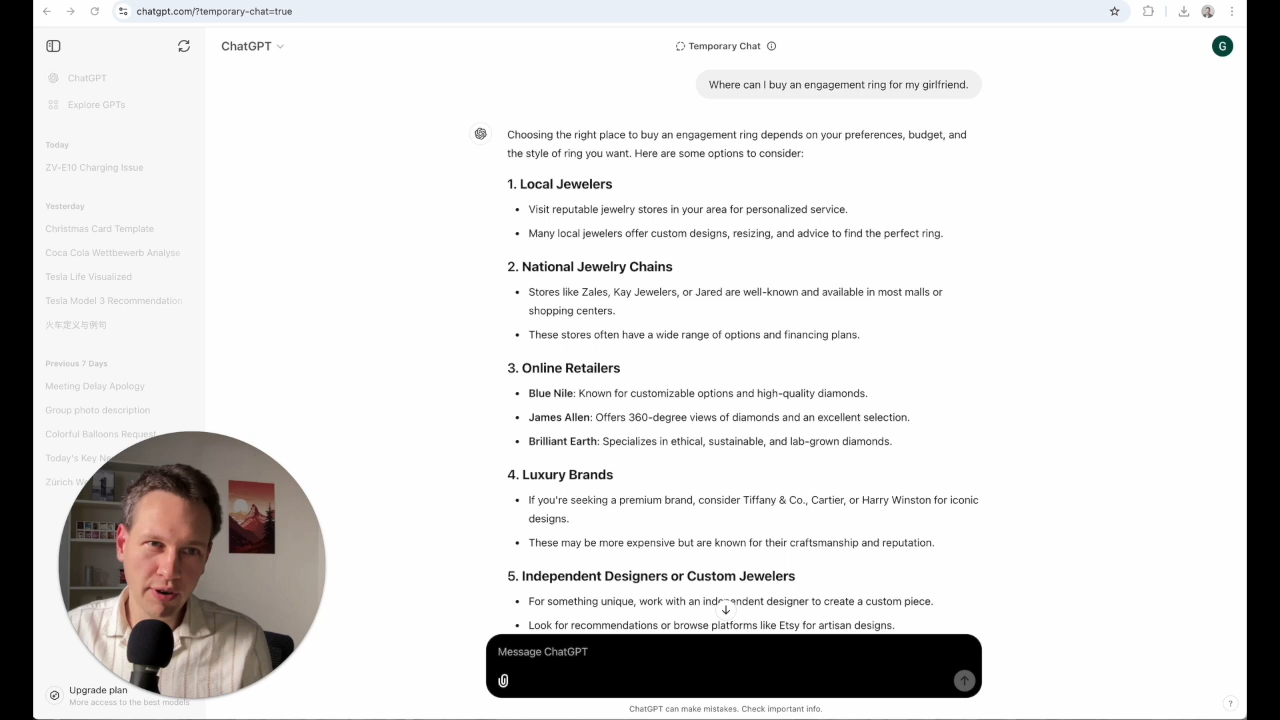 chatgpt.com/?temporary-chat=true
ChatGPT
Temporary Chat
G
ChatGPT
Explore GPTs
Today
ZV-E10 Charging Issue
Yesterday
Christmas Card Template
Coca Cola Wettbewerb Analyse
Tesla Life Visualized
Tesla Model 3 Recommendation
火车定义与例句
Previous 7 Days
Meeting Delay Apology
Group photo description
Colorful Balloons Request
Today's Key
Zürich
Upgrade plan
More access to the best models
Where can I buy an engagement ring for my girlfriend.
Choosing the right place to buy an engagement ring depends on your preferences, budget, and
the style of ring you want. Here are some options to consider:
1. Local Jewelers
• Visit reputable jewelry stores in your area for personalized service.
• Many local jewelers offer custom designs, resizing, and advice to find the perfect ring.
2. National Jewelry Chains
• Stores like Zales, Kay Jewelers, or Jared are well-known and available in most malls or
shopping centers.
• These stores often have a wide range of options and financing plans.
3. Online Retailers
• Blue Nile: Known for customizable options and high-quality diamonds.
• James Allen: Offers 360-degree views of diamonds and an excellent selection.
• Brilliant Earth: Specializes in ethical, sustainable, and lab-grown diamonds.
4. Luxury Brands
• If you're seeking a premium brand, consider Tiffany & Co., Cartier, or Harry Winston for iconic
designs.
• These may be more expensive but are known for their craftsmanship and reputation.
5. Independent Designers or Custom Jewelers
• For something unique, work with an independent designer to create a custom piece.
• Look for recommendations or browse platforms like Etsy for artisan designs.
Message ChatGPT
ChatGPT can make mistakes. Check important info.
?